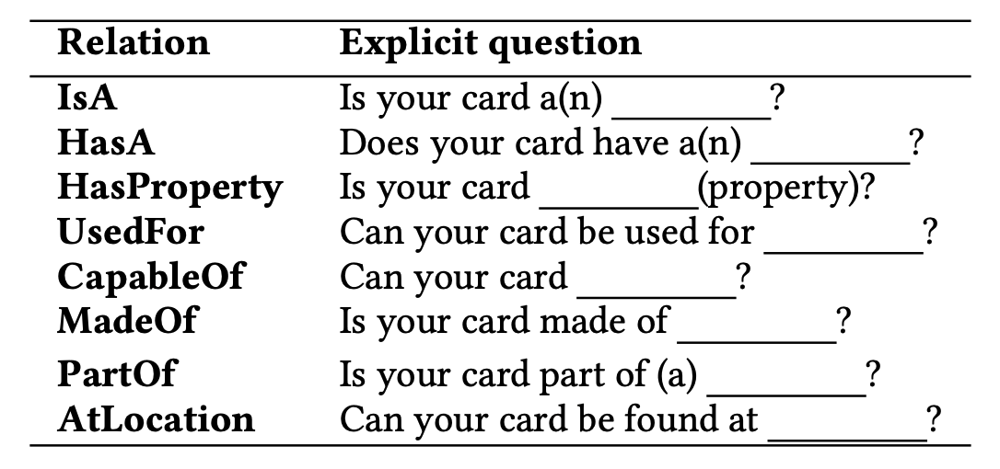 Relation Explicit question
IsA Is your card a(n) ________?
HasA Does your card have a(n) ________?
HasProperty Is your card ________(property)?
UsedFor Can your card be used for ________?
CapableOf Can your card ________?
MadeOf Is your card made of ________?
PartOf Is your card part of (a) ________?
AtLocation Can your card be found at ________?